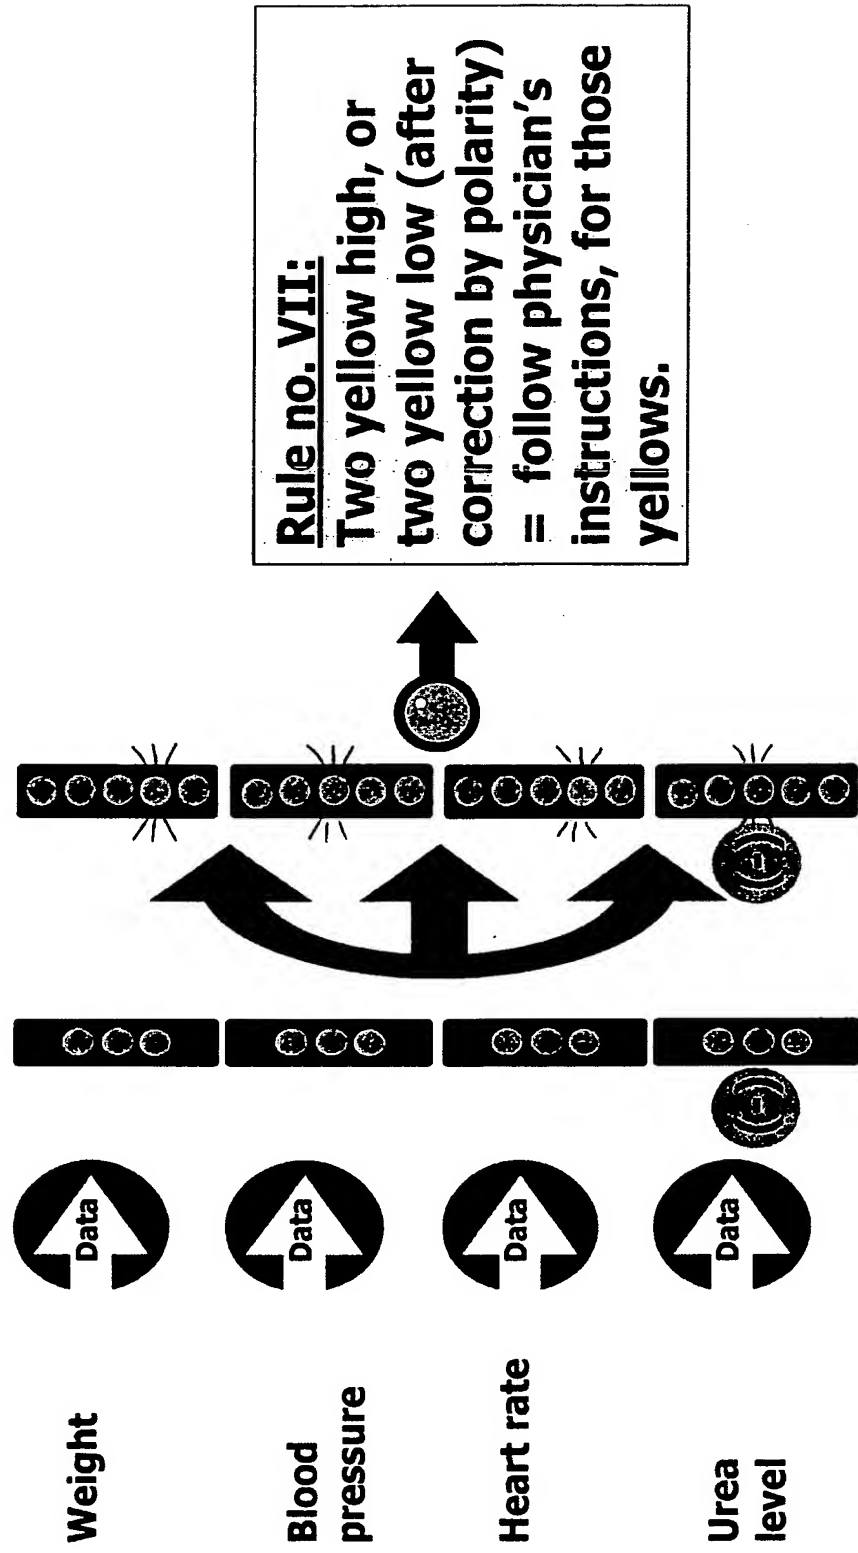 Weight
Blood
pressure
Heart rate
Urea
level
Data
Data
Data
Data
Rule no. VII:
Two yellow high, or
two yellow low (after
correction by polarity)
= follow physician's
instructions, for those
yellows.